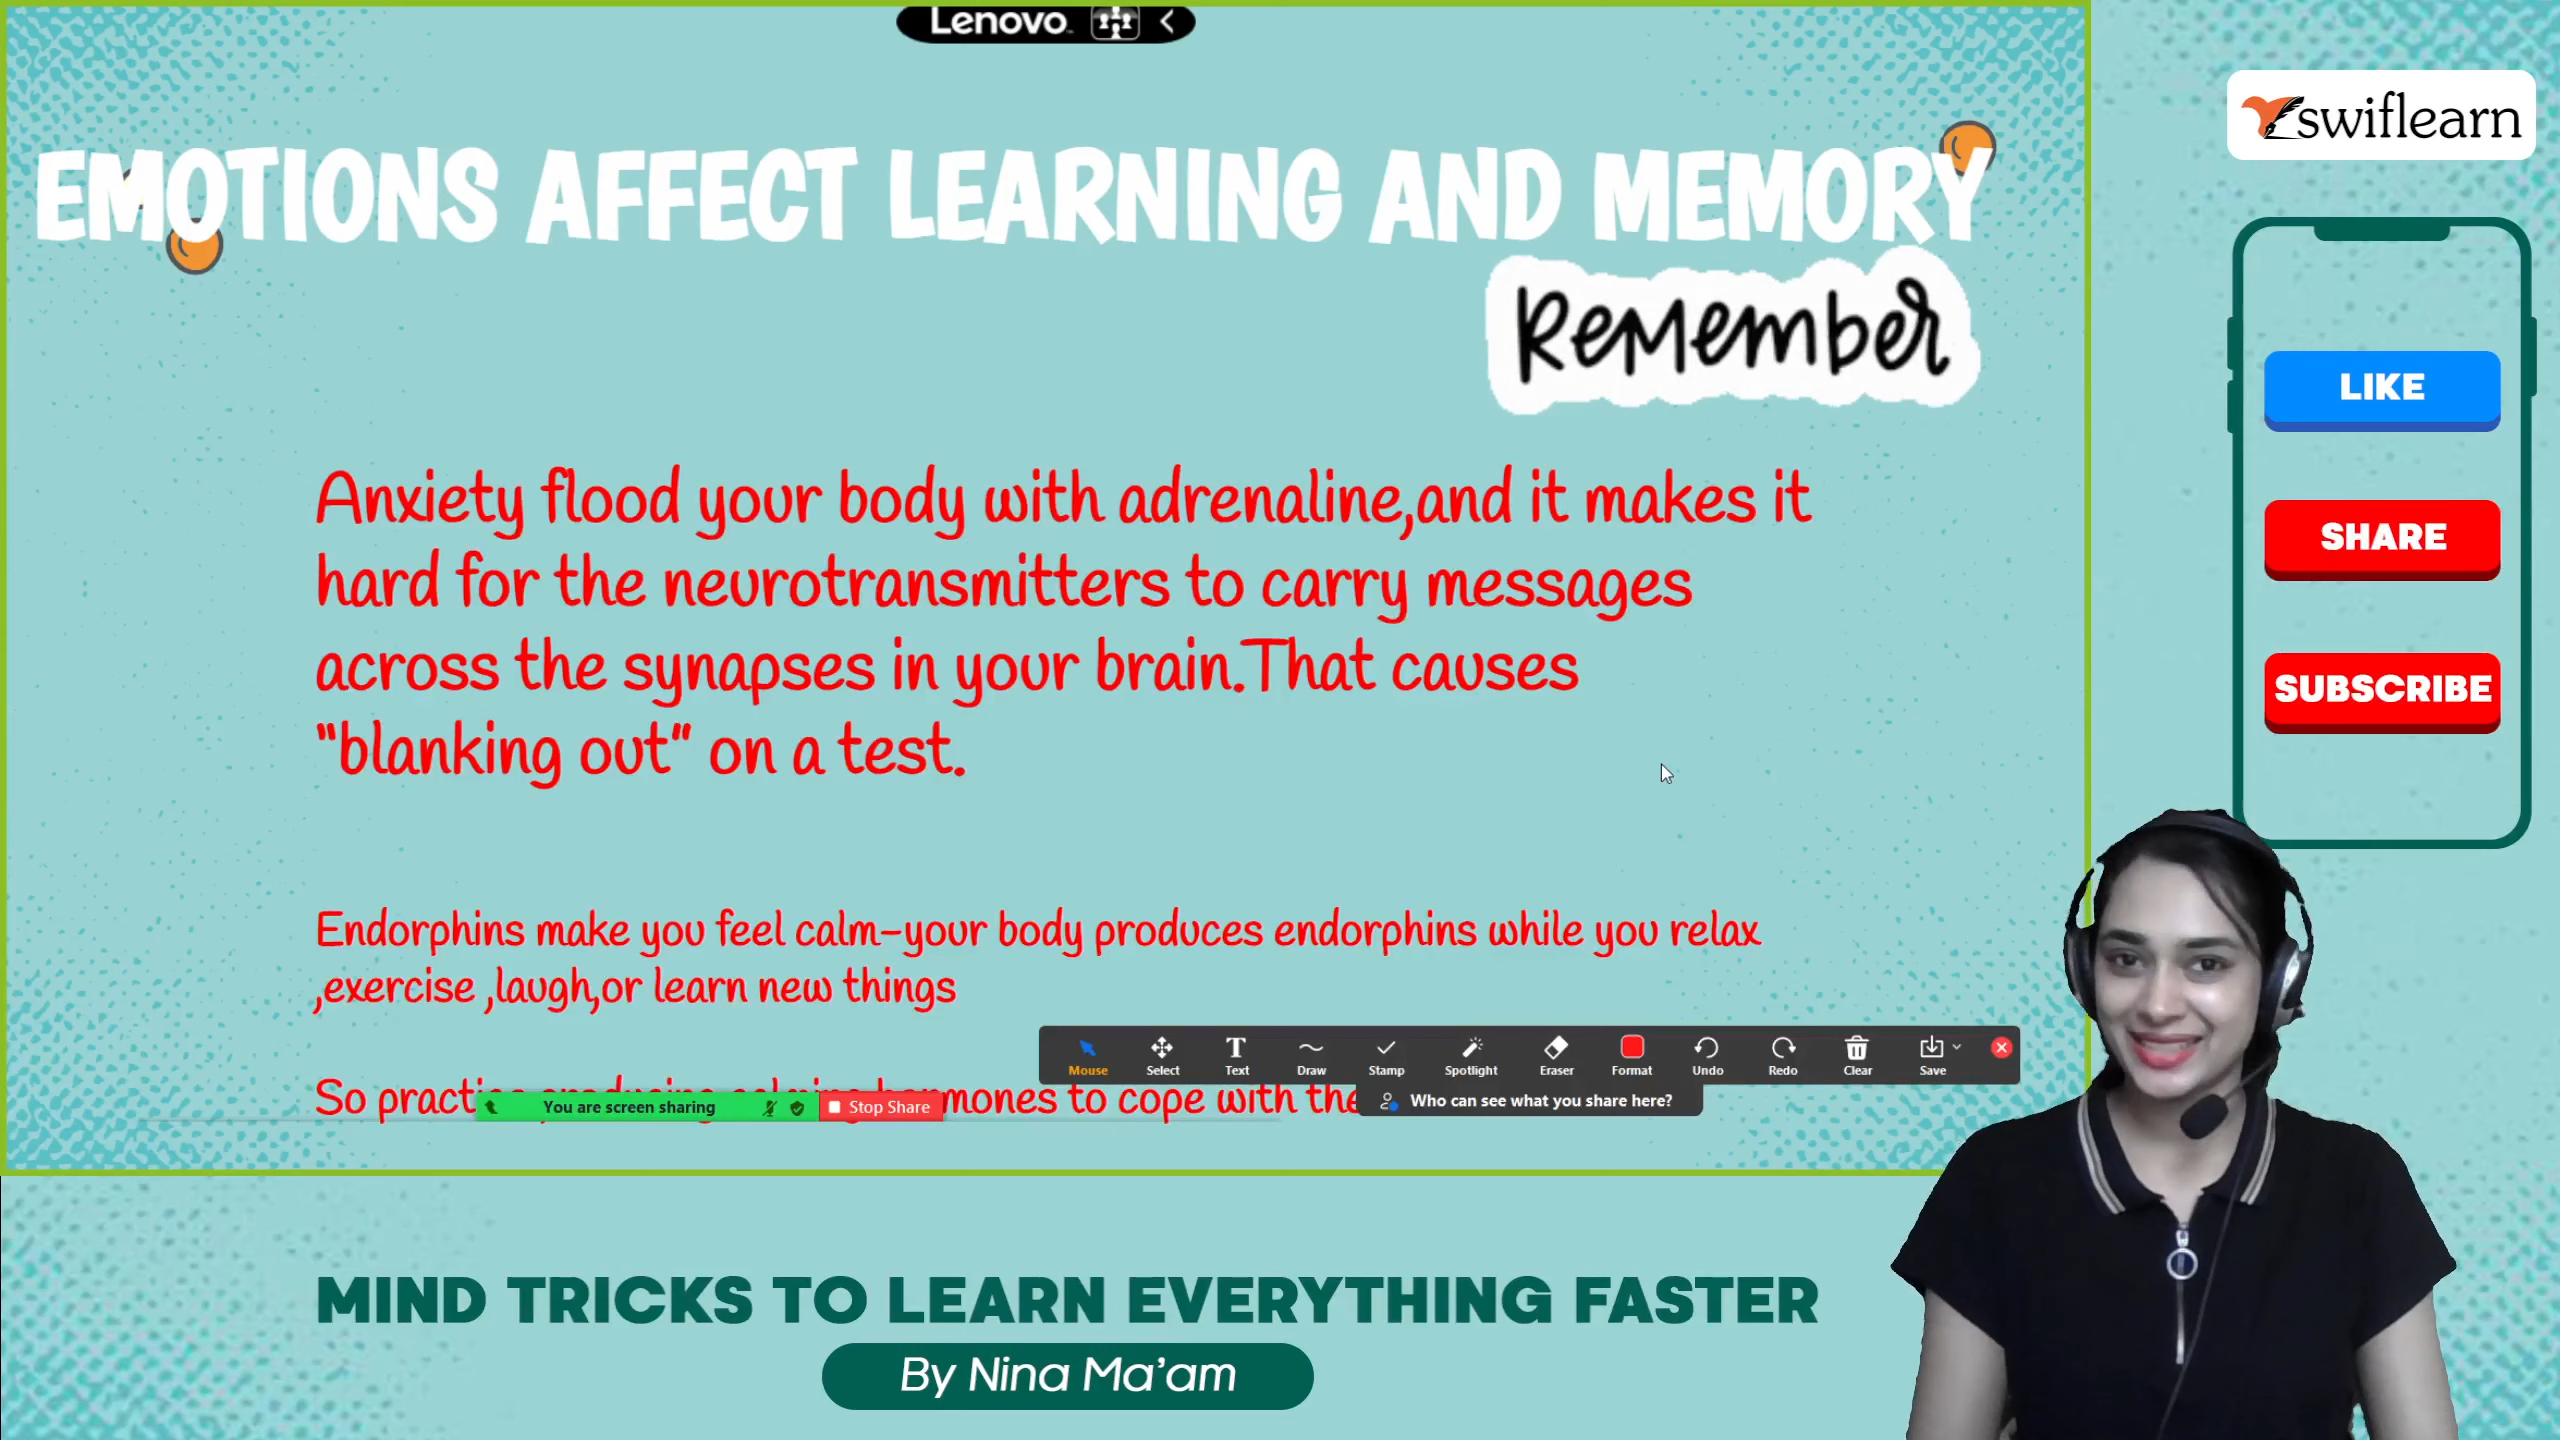 Lenovo
swiflearn
EMOTIONS AFFECT LEARNING AND MEMORY
Remember
LIKE
SHARE
SUBSCRIBE
Anxiety flood your body with adrenaline,and it makes it
hard for the neurotransmitters to carry messages
across the synapses in your brain.That causes
"blanking out" on a test.
Endorphins make you feel calm–your body produces endorphins while you relax
,exercise ,laugh,or learn new things
Mouse Select Text Draw Stamp Spotlight Eraser Format Undo Redo Clear Save
So practice producing calming hormones to cope with the
You are screen sharing Stop Share
Who can see what you share here?
MIND TRICKS TO LEARN EVERYTHING FASTER
By Nina Ma'am